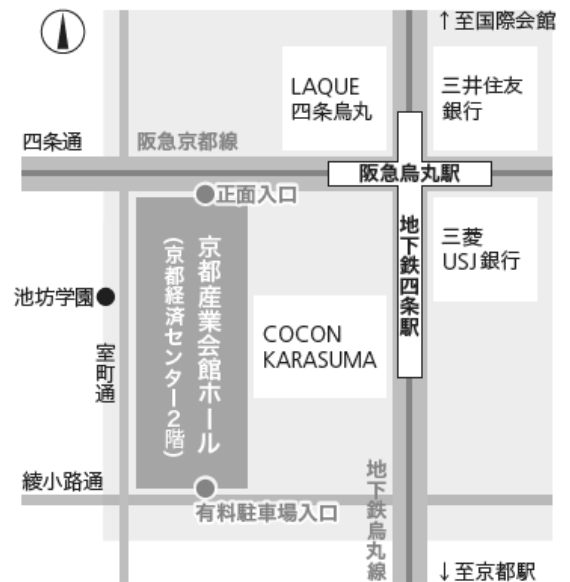 ↑至国際会館
LAQUE
四条烏丸
三井住友
銀行
四条通
阪急京都線
阪急烏丸駅
正面入口
地下鉄四条駅
三菱
USJ銀行
京都産業会館ホール
(京都経済センター2階)
池坊学園
COCON
KARASUMA
室町通
綾小路通
有料駐車場入口
地下鉄烏丸線
↓至京都駅